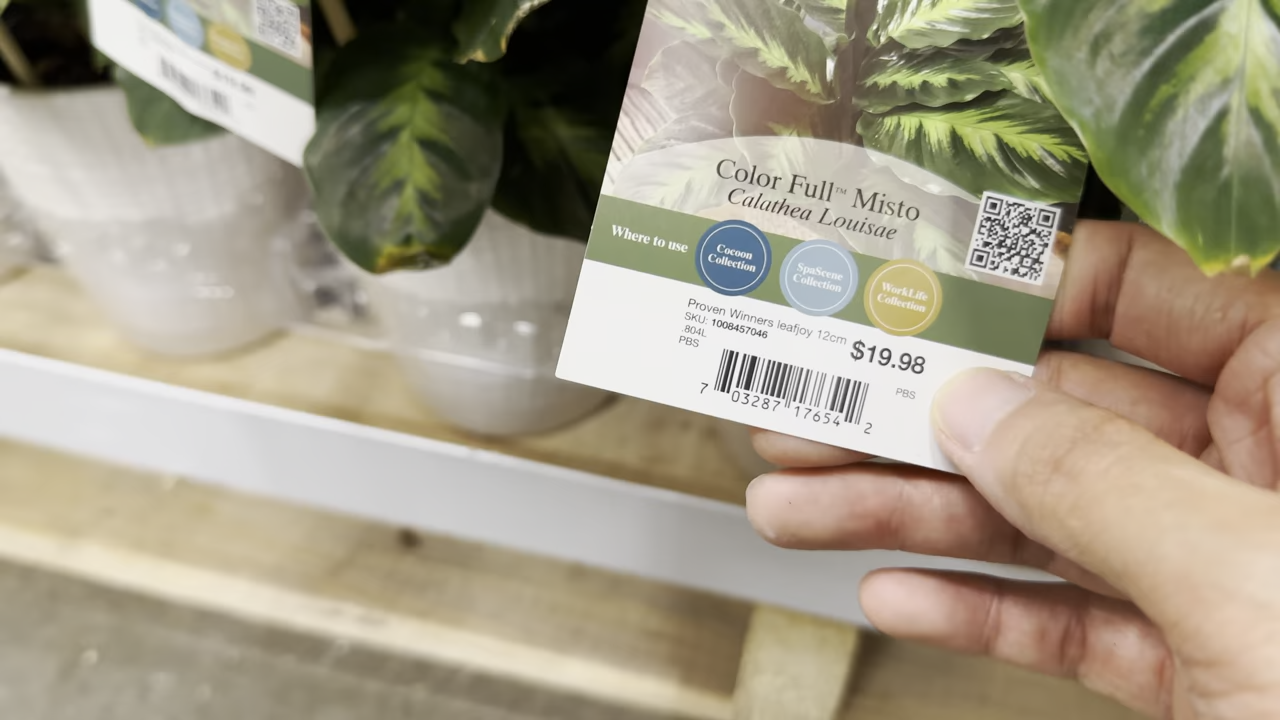 Color Full™ Misto
Calathea Louisae
Where to use
Cocoon
Collection
SpaScene
Collection
WorkLife
Collection
Proven Winners leafjoy 12cm
SKU: 1008457046
.804L
PBS
$19.98
PBS
7 03287 17654 2